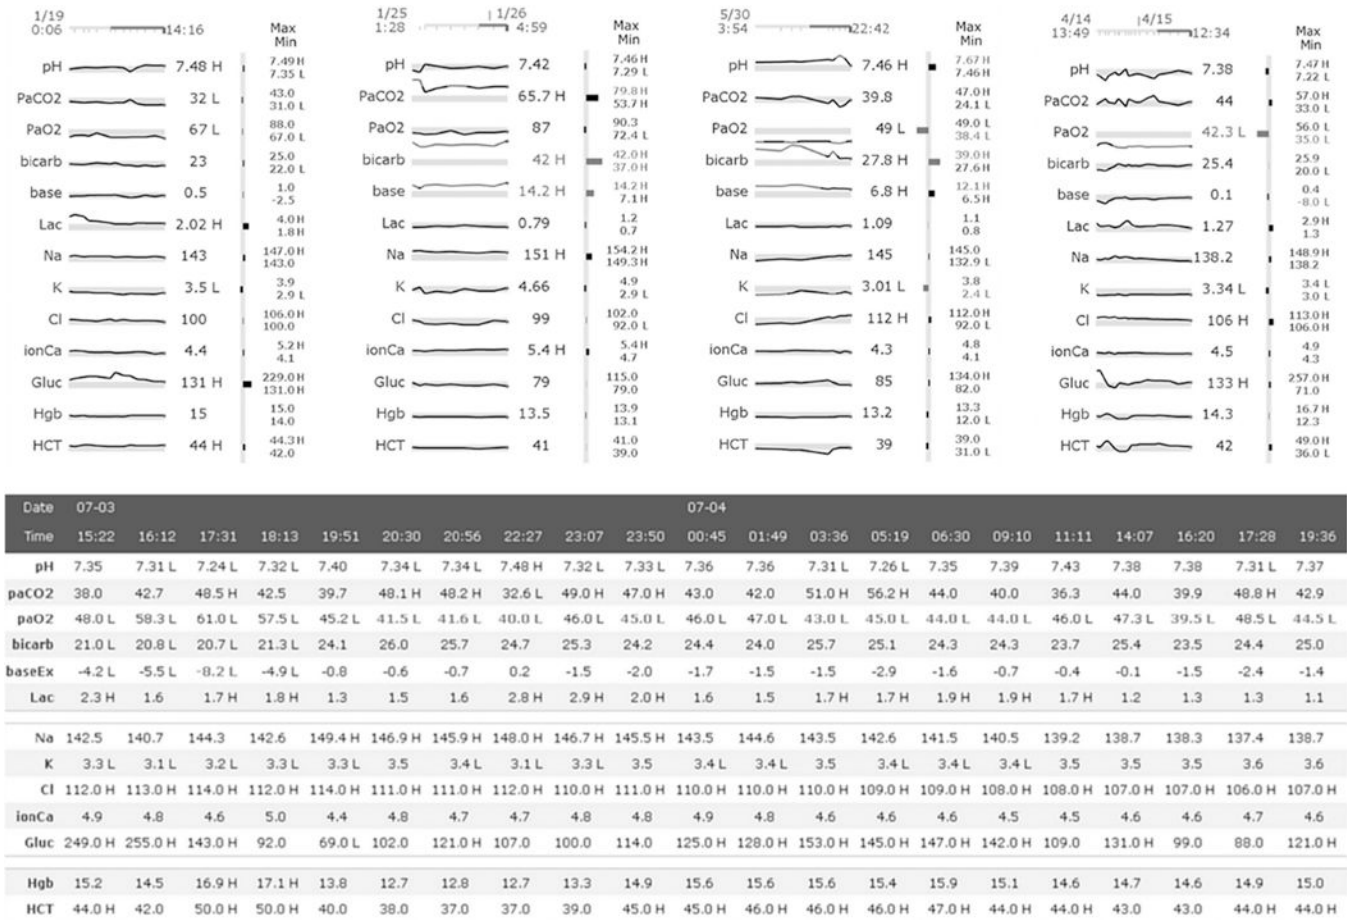 1/19
0:06 14:16 Max
Min
pH 7.48 H 7.49 H
7.35 L
PaCO2 32 L 43.0
31.0 L
PaO2 67 L 88.0
67.0 L
bicarb 23 25.0
22.0 L
base 0.5 1.0
-2.5
Lac 2.02 H 4.0 H
1.8 H
Na 143 147.0 H
143.0
K 3.5 L 3.9
2.9 L
Cl 100 106.0 H
100.0
ionCa 4.4 5.2 H
4.1
Gluc 131 H 229.0 H
131.0 H
Hgb 15 15.0
14.0
HCT 44 H 44.3 H
42.0
1/25 1/26
1:28 4:59 Max
Min
pH 7.42 7.46 H
7.29 L
PaCO2 65.7 H 79.8 H
53.7 H
PaO2 87 90.3
72.4 L
bicarb 42 H 42.0 H
37.0 H
base 14.2 H 14.2 H
7.1 H
Lac 0.79 1.2
0.7
Na 151 H 154.2 H
149.3 H
K 4.66 4.9
2.9 L
Cl 99 102.0
92.0 L
ionCa 5.4 H 5.4 H
4.7
Gluc 79 115.0
79.0
Hgb 13.5 13.9
13.1
HCT 41 41.0
39.0
5/30
3:54 22:42 Max
Min
pH 7.46 H 7.67 H
7.46 H
PaCO2 39.8 47.0 H
24.1 L
PaO2 49 L 49.0 L
38.4 L
bicarb 27.8 H 39.0 H
27.6 H
base 6.8 H 12.1 H
6.5 H
Lac 1.09 1.1
0.8
Na 145 145.0
132.9 L
K 3.01 L 3.8
2.4 L
Cl 112 H 112.0 H
92.0 L
ionCa 4.3 4.8
4.1
Gluc 85 134.0 H
82.0
Hgb 13.2 13.3
12.0 L
HCT 39 39.0
31.0 L
4/14 4/15
13:49 12:34 Max
Min
pH 7.38 7.47 H
7.22 L
PaCO2 44 57.0 H
33.0 L
PaO2 42.3 L 56.0 L
35.0 L
bicarb 25.4 25.9
20.0 L
base 0.1 0.4
-8.0 L
Lac 1.27 2.9 H
1.3
Na 138.2 148.9 H
138.2
K 3.34 L 3.4 L
3.0 L
Cl 106 H 113.0 H
106.0 H
ionCa 4.5 4.9
4.3
Gluc 133 H 257.0 H
71.0
Hgb 14.3 16.7 H
12.3
HCT 42 49.0 H
36.0 L
Date 07-03 07-04
Time 15:22 16:12 17:31 18:13 19:51 20:30 20:56 22:27 23:07 23:50 00:45 01:49 03:36 05:19 06:30 09:10 11:11 14:07 16:20 17:28 19:36
pH 7.35 7.31 L 7.24 L 7.32 L 7.40 7.34 L 7.34 L 7.48 H 7.32 L 7.33 L 7.36 7.36 7.31 L 7.26 L 7.35 7.39 7.43 7.38 7.38 7.31 L 7.37
paCO2 38.0 42.7 48.5 H 42.5 39.7 48.1 H 48.2 H 32.6 L 49.0 H 47.0 H 43.0 42.0 51.0 H 56.2 H 44.0 40.0 36.3 44.0 39.9 48.8 H 42.9
paO2 48.0 L 58.3 L 61.0 L 57.5 L 45.2 L 41.5 L 41.6 L 40.0 L 46.0 L 45.0 L 46.0 L 47.0 L 43.0 L 45.0 L 44.0 L 44.0 L 46.0 L 47.3 L 39.5 L 48.5 L 44.5 L
bicarb 21.0 L 20.8 L 20.7 L 21.3 L 24.1 26.0 25.7 24.7 25.3 24.2 24.4 24.0 25.7 25.1 24.3 24.3 23.7 25.4 23.5 24.4 25.0
baseEx -4.2 L -5.5 L -8.2 L -4.9 L -0.8 -0.6 -0.7 0.2 -1.5 -2.0 -1.7 -1.5 -1.5 -2.9 -1.6 -0.7 -0.4 -0.1 -1.5 -2.4 -1.4
Lac 2.3 H 1.6 1.7 H 1.8 H 1.3 1.5 1.6 2.8 H 2.9 H 2.0 H 1.6 1.5 1.7 H 1.7 H 1.9 H 1.9 H 1.7 H 1.2 1.3 1.3 1.1
Na 142.5 140.7 144.3 142.6 149.4 H 146.9 H 145.9 H 148.0 H 146.7 H 145.5 H 143.5 144.6 143.5 142.6 141.5 140.5 139.2 138.7 138.3 137.4 138.7
K 3.3 L 3.1 L 3.2 L 3.3 L 3.3 L 3.5 3.4 L 3.1 L 3.3 L 3.5 3.4 L 3.4 L 3.5 3.4 L 3.4 L 3.4 L 3.5 3.5 3.5 3.6 3.6
Cl 112.0 H 113.0 H 114.0 H 112.0 H 114.0 H 111.0 H 111.0 H 112.0 H 110.0 H 111.0 H 110.0 H 110.0 H 110.0 H 109.0 H 109.0 H 108.0 H 108.0 H 107.0 H 107.0 H 106.0 H 107.0 H
ionCa 4.9 4.8 4.6 5.0 4.4 4.8 4.7 4.7 4.8 4.8 4.9 4.8 4.6 4.6 4.6 4.5 4.5 4.6 4.6 4.7 4.6
Gluc 249.0 H 255.0 H 143.0 H 92.0 69.0 L 102.0 121.0 H 107.0 100.0 114.0 125.0 H 128.0 H 153.0 H 145.0 H 147.0 H 142.0 H 109.0 131.0 H 99.0 88.0 121.0 H
Hgb 15.2 14.5 16.9 H 17.1 H 13.8 12.7 12.8 12.7 13.3 14.9 15.6 15.6 15.6 15.4 15.9 15.1 14.6 14.7 14.6 14.9 15.0
HCT 44.0 H 42.0 50.0 H 50.0 H 40.0 38.0 37.0 37.0 39.0 45.0 H 45.0 H 46.0 H 46.0 H 46.0 H 47.0 H 44.0 H 44.0 H 43.0 43.0 44.0 H 44.0 H